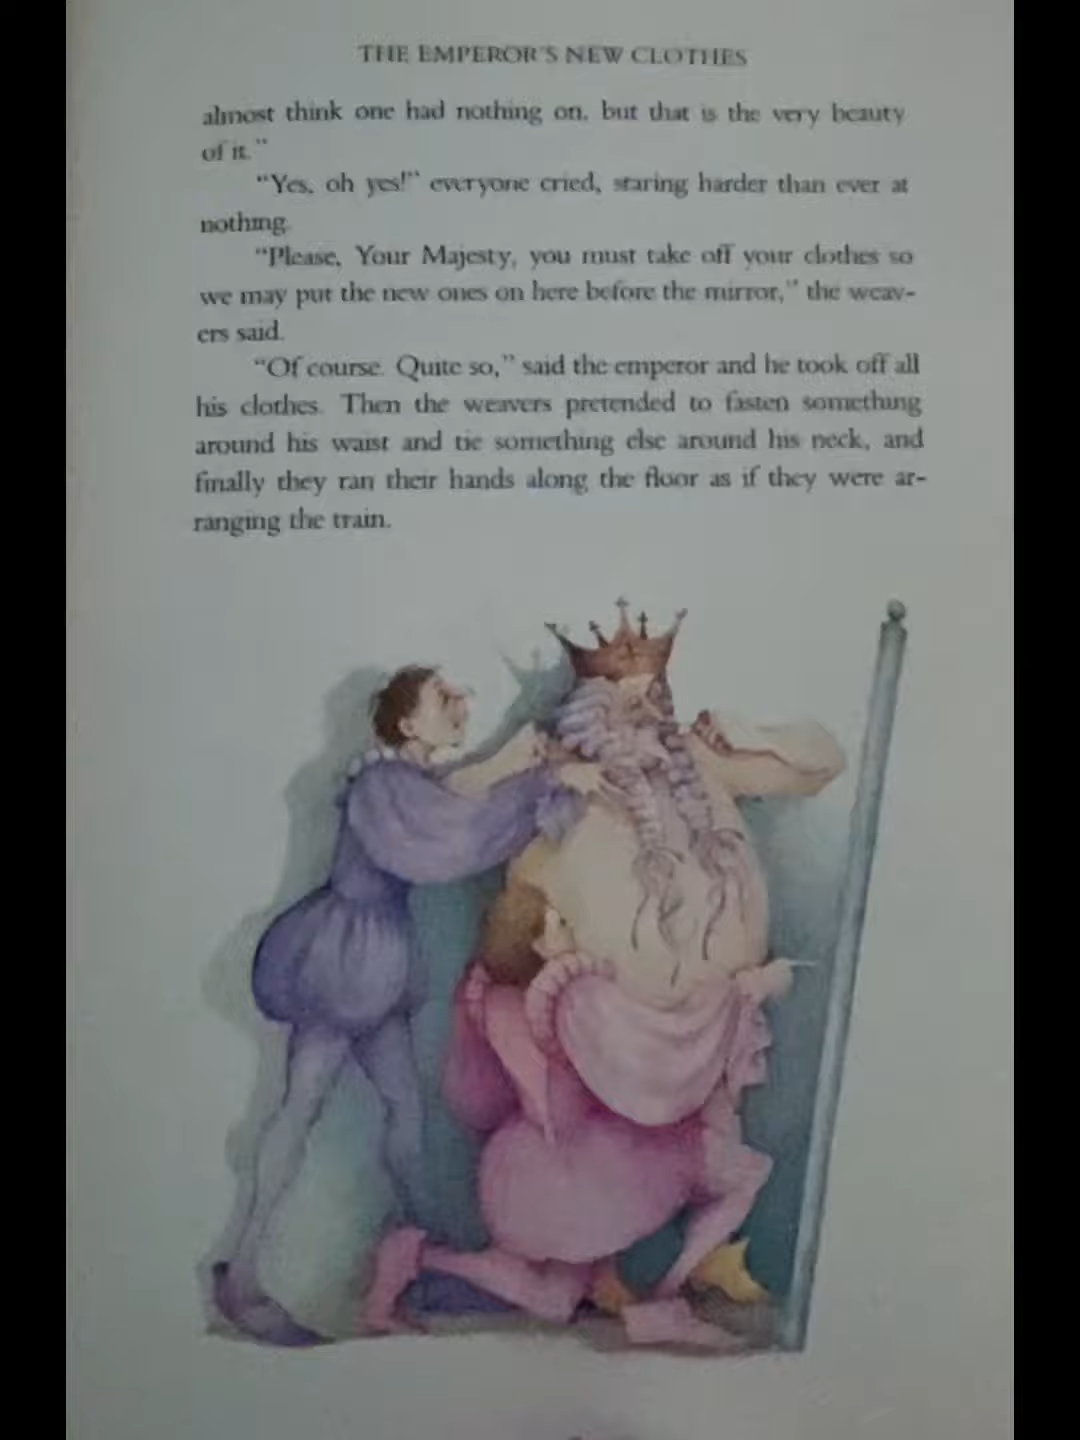 THE EMPEROR'S NEW CLOTHES
almost think one had nothing on, but that is the very beauty
of it."
"Yes, oh yes!" everyone cried, staring harder than ever at
nothing.
"Please, Your Majesty, you must take off your clothes so
we may put the new ones on here before the mirror," the weav-
ers said.
"Of course. Quite so," said the emperor and he took off all
his clothes. Then the weavers pretended to fasten something
around his waist and tie something else around his neck, and
finally they ran their hands along the floor as if they were ar-
ranging the train.